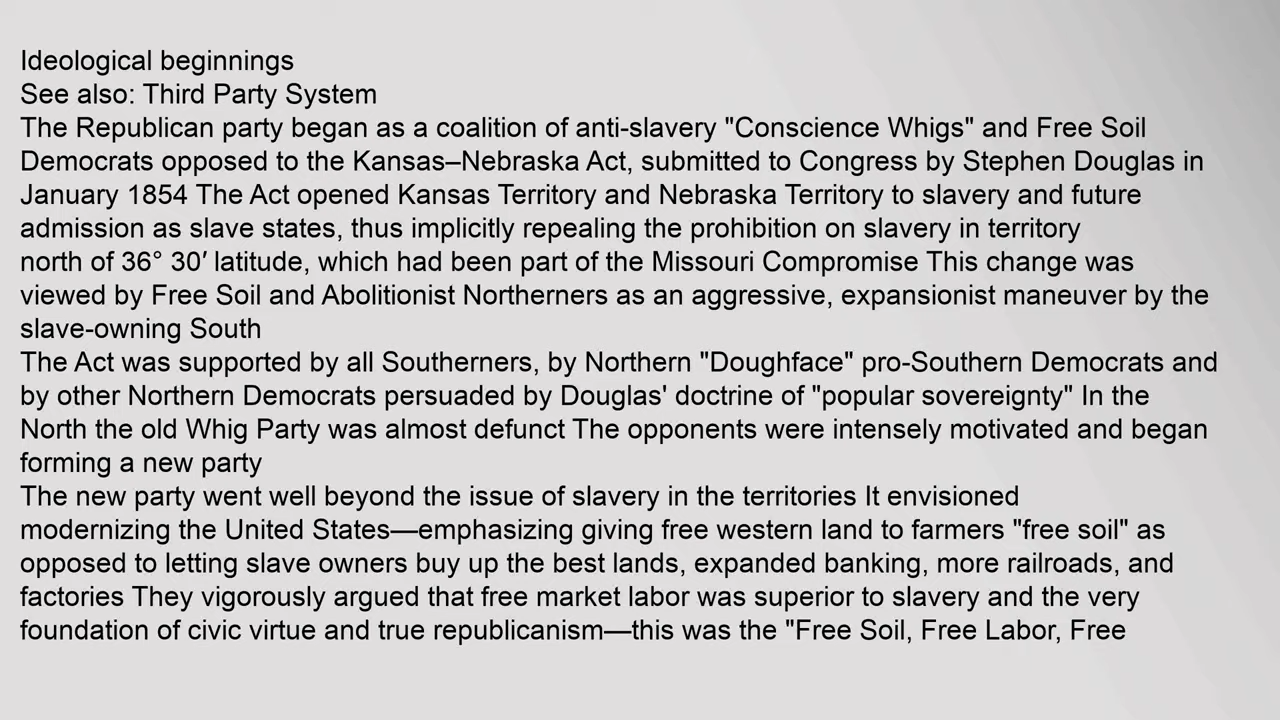 Ideological beginnings
See also: Third Party System
The Republican party began as a coalition of anti-slavery "Conscience Whigs" and Free Soil
Democrats opposed to the Kansas–Nebraska Act, submitted to Congress by Stephen Douglas in
January 1854 The Act opened Kansas Territory and Nebraska Territory to slavery and future
admission as slave states, thus implicitly repealing the prohibition on slavery in territory
north of 36° 30′ latitude, which had been part of the Missouri Compromise This change was
viewed by Free Soil and Abolitionist Northerners as an aggressive, expansionist maneuver by the
slave-owning South
The Act was supported by all Southerners, by Northern "Doughface" pro-Southern Democrats and
by other Northern Democrats persuaded by Douglas' doctrine of "popular sovereignty" In the
North the old Whig Party was almost defunct The opponents were intensely motivated and began
forming a new party
The new party went well beyond the issue of slavery in the territories It envisioned
modernizing the United States—emphasizing giving free western land to farmers "free soil" as
opposed to letting slave owners buy up the best lands, expanded banking, more railroads, and
factories They vigorously argued that free market labor was superior to slavery and the very
foundation of civic virtue and true republicanism—this was the "Free Soil, Free Labor, Free